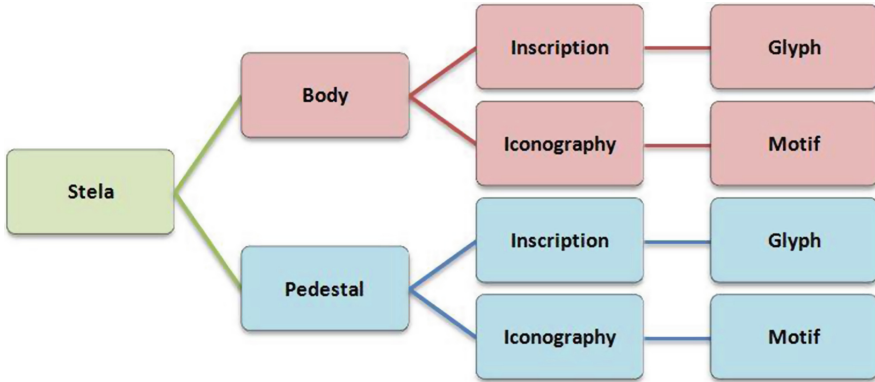 Inscription
Glyph
Body
Iconography
Motif
Stela
Inscription
Glyph
Pedestal
Iconography
Motif